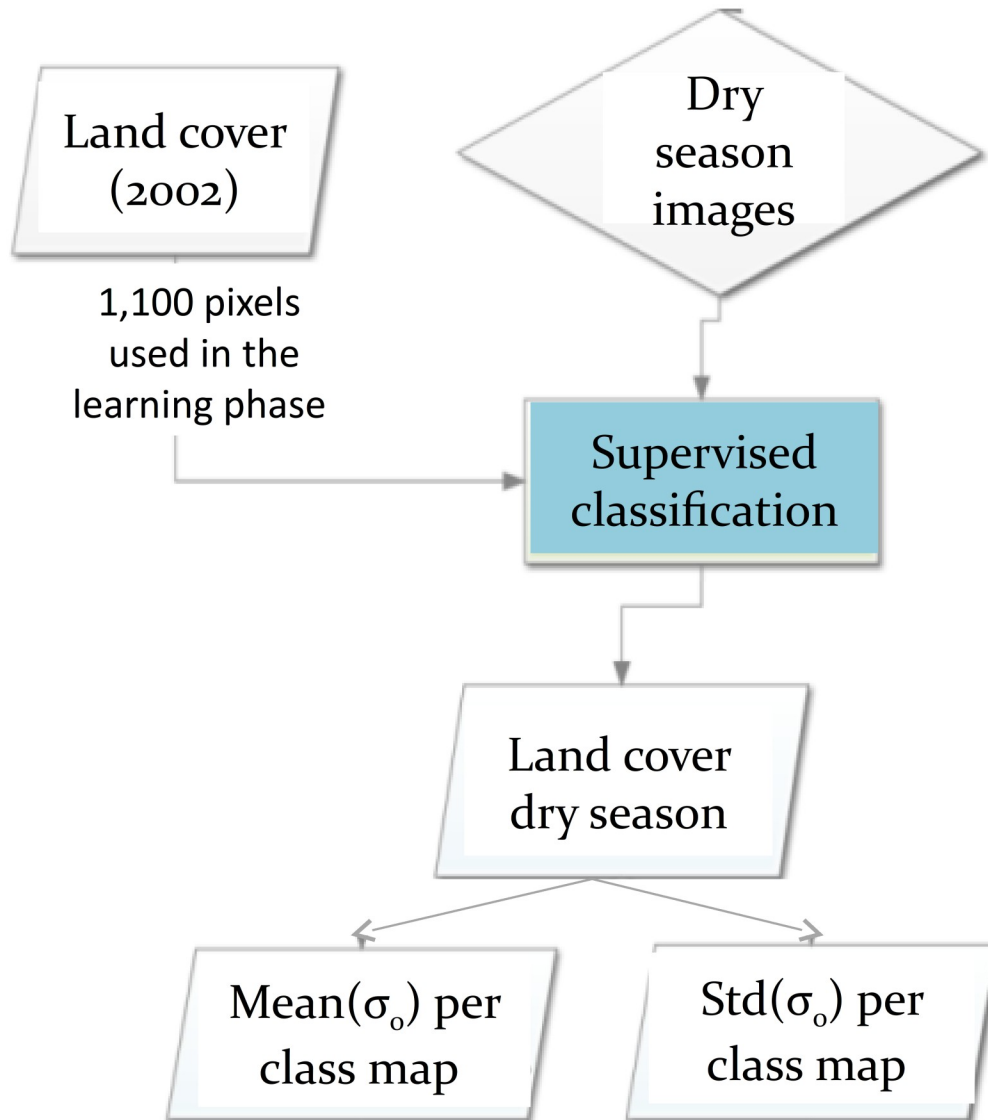 Land cover
(2002)
1,100 pixels
used in the
learning phase
Dry
season
images
Supervised
classification
Land cover
dry season
Mean(σₒ) per
class map
Std(σₒ) per
class map